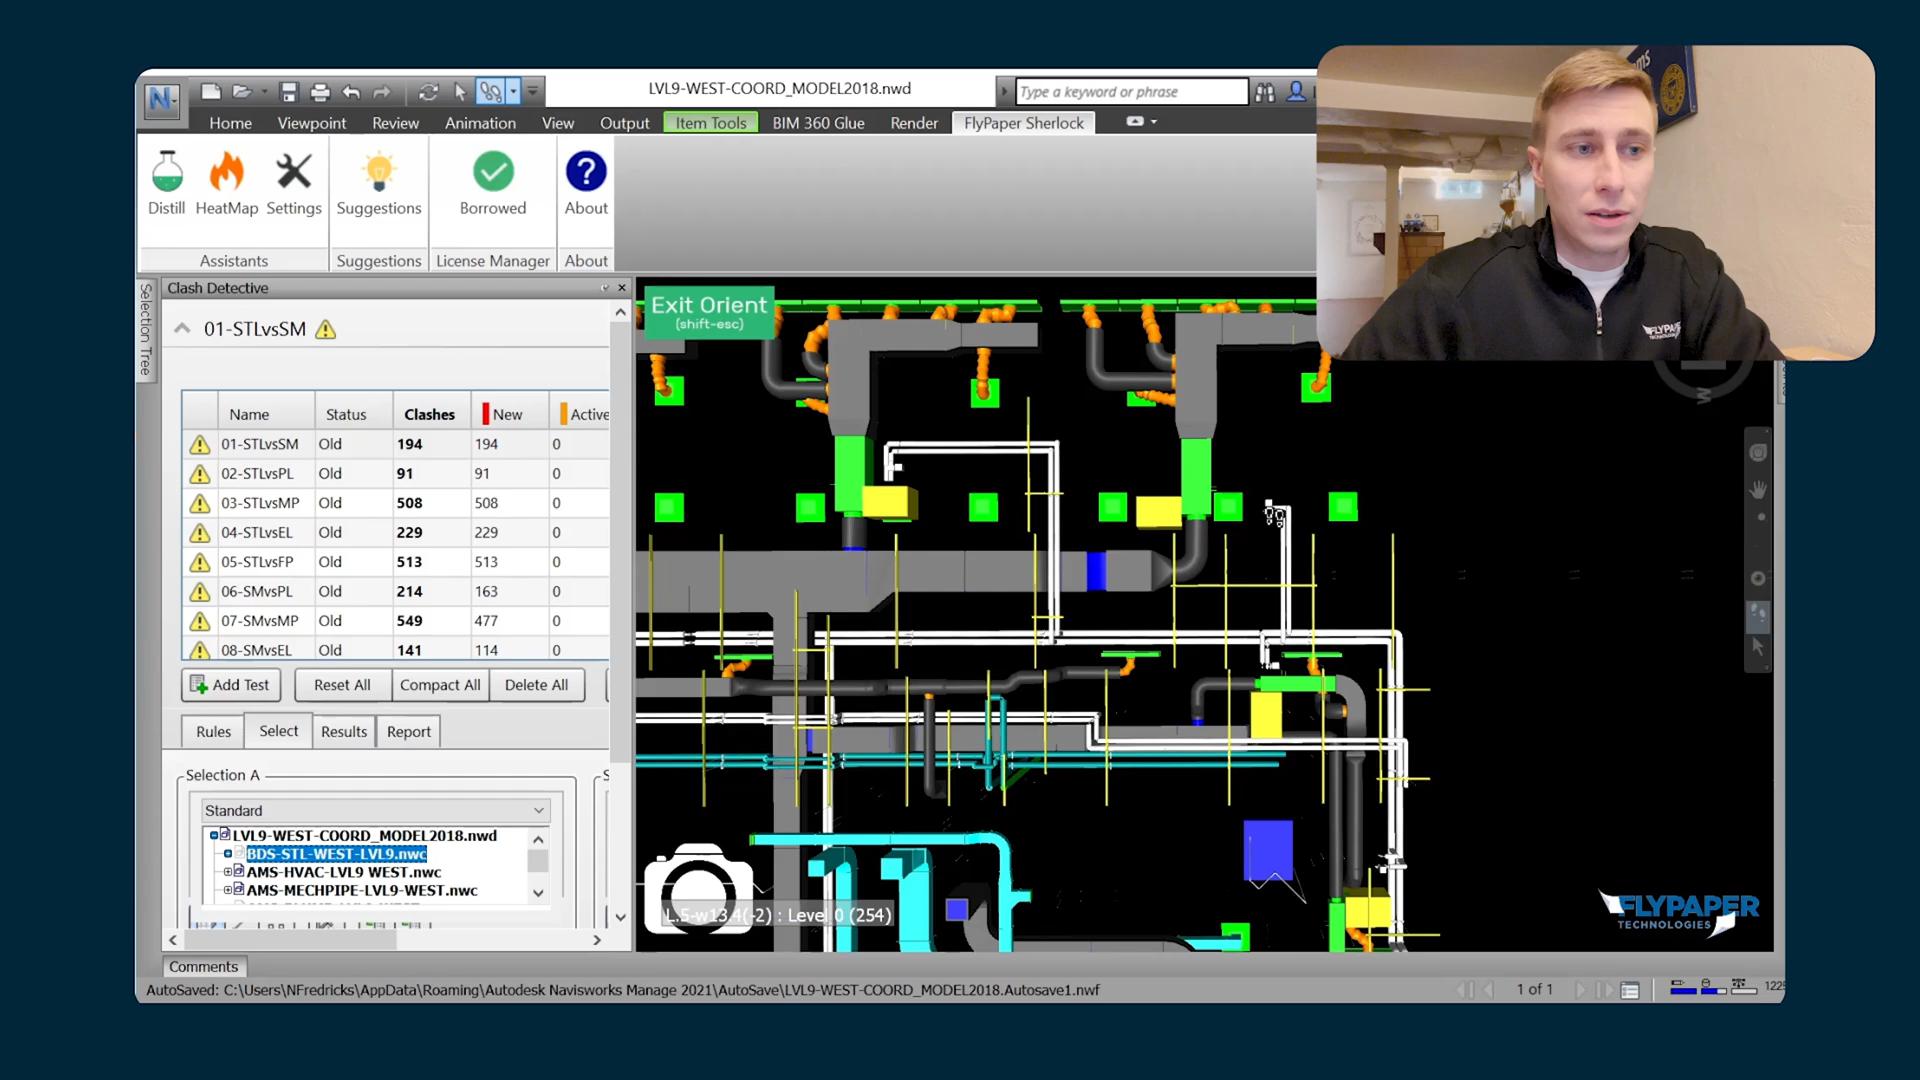 LVL9-WEST-COORD_MODEL2018.nwd
Type a keyword or phrase
Home Viewpoint Review Animation View Output Item Tools BIM 360 Glue Render FlyPaper Sherlock
Distill HeatMap Settings Suggestions Borrowed About
Assistants Suggestions License Manager About
Selection Tree
Clash Detective
01-STLvsSM
Name Status Clashes New Active
01-STLvsSM Old 194 194 0
02-STLvsPL Old 91 91 0
03-STLvsMP Old 508 508 0
04-STLvsEL Old 229 229 0
05-STLvsFP Old 513 513 0
06-SMvsPL Old 214 163 0
07-SMvsMP Old 549 477 0
08-SMvsEL Old 141 114 0
Add Test Reset All Compact All Delete All
Rules Select Results Report
Selection A
Standard
LVL9-WEST-COORD_MODEL2018.nwd
BDS-STL-WEST-LVL9.nwc
AMS-HVAC-LVL9 WEST.nwc
AMS-MECHPIPE-LVL9-WEST.nwc
Comments
Exit Orient
(shift-esc)
W
L.5-w13.4(-2) : Level 0 (254)
FLYPAPER
TECHNOLOGIES
FLYPAPER
AutoSaved: C:\Users\NFredricks\AppData\Roaming\Autodesk Navisworks Manage 2021\AutoSave\LVL9-WEST-COORD_MODEL2018.Autosave1.nwf
1 of 1